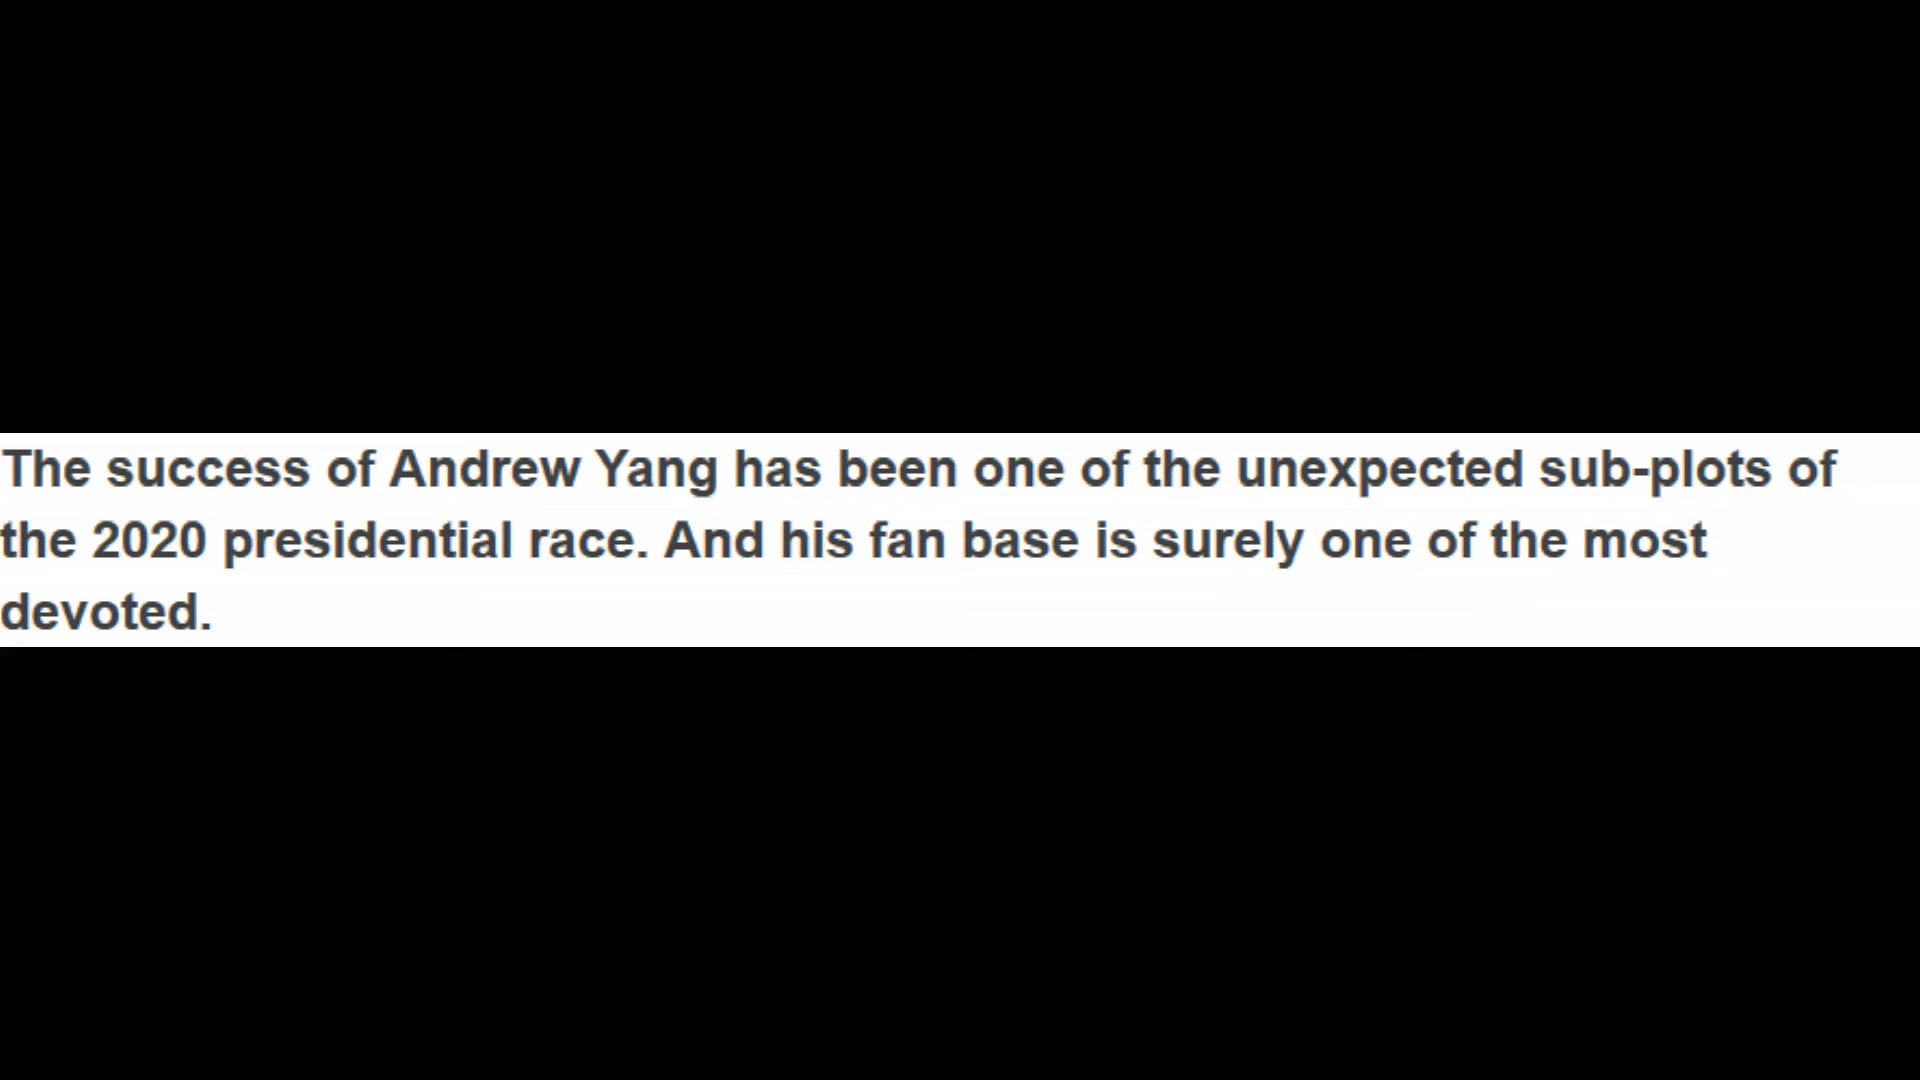 The success of Andrew Yang has been one of the unexpected sub-plots of
the 2020 presidential race. And his fan base is surely one of the most
devoted.